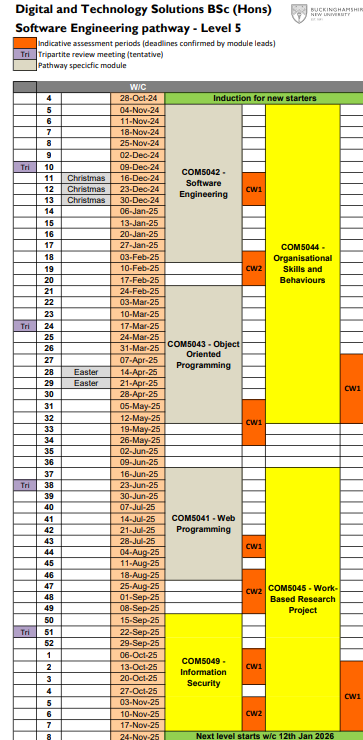 Digital and Technology Solutions BSc (Hons)
Software Engineering pathway - Level 5
BUCKINGHAMSHIRE
NEW UNIVERSITY
Indicative assessment periods (deadlines confirmed by module leads)
Tri Tripartite review meeting (tentative)
Pathway specicfic module
W/C
4 28-Oct-24 Induction for new starters
5 04-Nov-24
6 11-Nov-24
7 18-Nov-24
8 25-Nov-24
9 02-Dec-24
Tri 10 09-Dec-24
11 Christmas 16-Dec-24
12 Christmas 23-Dec-24
13 Christmas 30-Dec-24
14 06-Jan-25
15 13-Jan-25
16 20-Jan-25
17 27-Jan-25
18 03-Feb-25
19 10-Feb-25
20 17-Feb-25
21 24-Feb-25
22 03-Mar-25
23 10-Mar-25
Tri 24 17-Mar-25
25 24-Mar-25
26 31-Mar-25
27 07-Apr-25
28 Easter 14-Apr-25
29 Easter 21-Apr-25
30 28-Apr-25
31 05-May-25
32 12-May-25
33 19-May-25
34 26-May-25
35 02-Jun-25
36 09-Jun-25
37 16-Jun-25
Tri 38 23-Jun-25
39 30-Jun-25
40 07-Jul-25
41 14-Jul-25
42 21-Jul-25
43 28-Jul-25
44 04-Aug-25
45 11-Aug-25
46 18-Aug-25
47 25-Aug-25
48 01-Sep-25
49 08-Sep-25
50 15-Sep-25
Tri 51 22-Sep-25
52 29-Sep-25
1 06-Oct-25
2 13-Oct-25
3 20-Oct-25
4 27-Oct-25
5 03-Nov-25
6 10-Nov-25
7 17-Nov-25
8 24-Nov-25 Next level starts w/c 12th Jan 2026
COM5042 -
Software
Engineering
CW1
CW2
COM5043 - Object
Oriented
Programming
CW1
COM5044 -
Organisational
Skills and
Behaviours
CW1
COM5041 - Web
Programming
CW1
CW2
COM5049 -
Information
Security
CW1
CW2
COM5045 - Work-
Based Research
Project
CW1